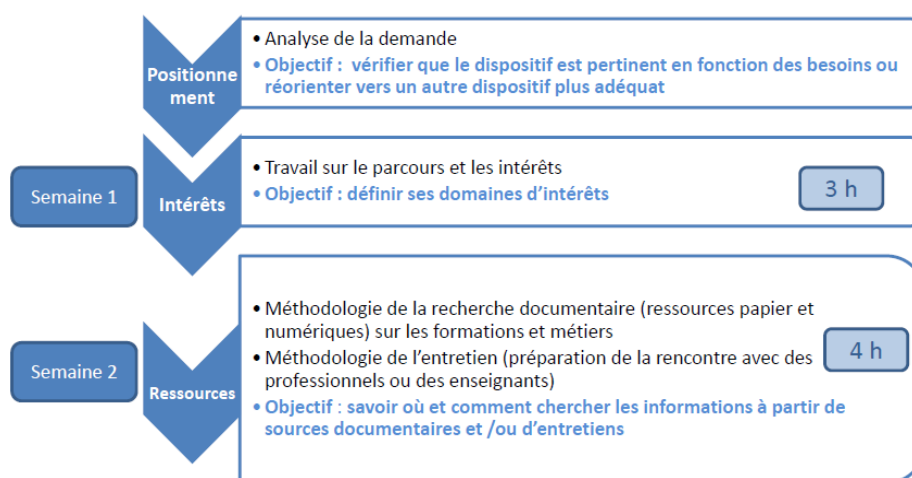 • Analyse de la demande
Positionne
ment
• Objectif : vérifier que le dispositif est pertinent en fonction des besoins ou
réorienter vers un autre dispositif plus adéquat
Semaine 1
Intérêts
• Travail sur le parcours et les intérêts
• Objectif : définir ses domaines d’intérêts
3 h
Semaine 2
Ressources
• Méthodologie de la recherche documentaire (ressources papier et
numériques) sur les formations et métiers
• Méthodologie de l’entretien (préparation de la rencontre avec des
professionnels ou des enseignants)
• Objectif : savoir où et comment chercher les informations à partir de
sources documentaires et /ou d’entretiens
4 h